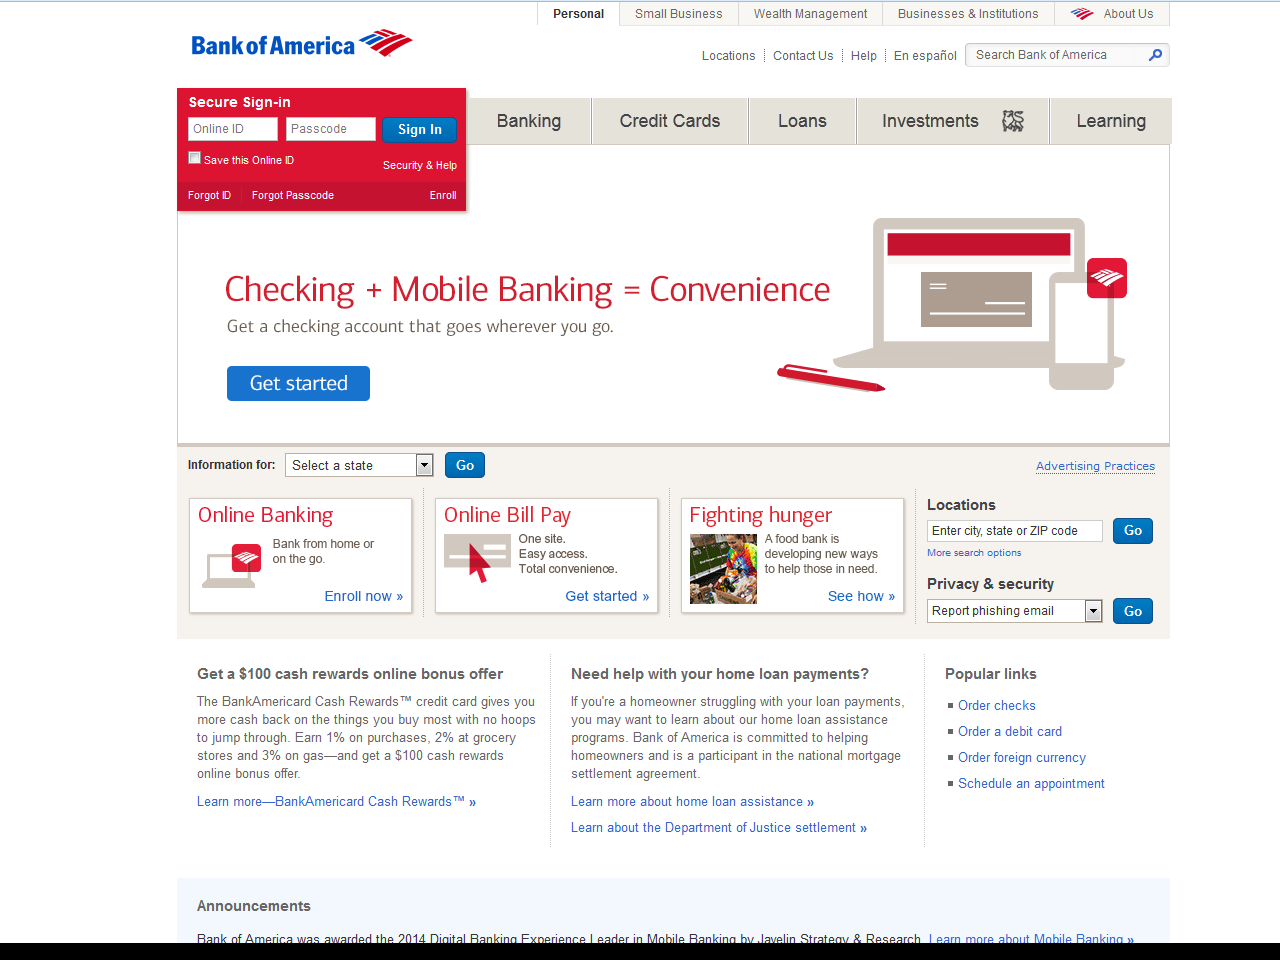 Personal
Small Business
Wealth Management
Businesses & Institutions
About Us
Bank of America
Locations
Contact Us
Help
En español
Search Bank of America
Secure Sign-in
Online ID
Passcode
Sign In
Save this Online ID
Security & Help
Forgot ID
Forgot Passcode
Enroll
Banking
Credit Cards
Loans
Investments
Learning
Checking + Mobile Banking = Convenience
Get a checking account that goes wherever you go.
Get started
Information for:
Select a state
Go
Advertising Practices
Online Banking
Bank from home or
on the go.
Enroll now »
Online Bill Pay
One site.
Easy access.
Total convenience.
Get started »
Fighting hunger
A food bank is
developing new ways
to help those in need.
See how »
Locations
Enter city, state or ZIP code
Go
More search options
Privacy & security
Report phishing email
Go
Get a $100 cash rewards online bonus offer
The BankAmericard Cash Rewards™ credit card gives you
more cash back on the things you buy most with no hoops
to jump through. Earn 1% on purchases, 2% at grocery
stores and 3% on gas—and get a $100 cash rewards
online bonus offer.
Learn more—BankAmericard Cash Rewards™ »
Need help with your home loan payments?
If you're a homeowner struggling with your loan payments,
you may want to learn about our home loan assistance
programs. Bank of America is committed to helping
homeowners and is a participant in the national mortgage
settlement agreement.
Learn more about home loan assistance »
Learn about the Department of Justice settlement »
Popular links
Order checks
Order a debit card
Order foreign currency
Schedule an appointment
Announcements
Bank of America was awarded the 2014 Digital Banking Experience Leader in Mobile Banking by Javelin Strategy & Research. Learn more about Mobile Banking »